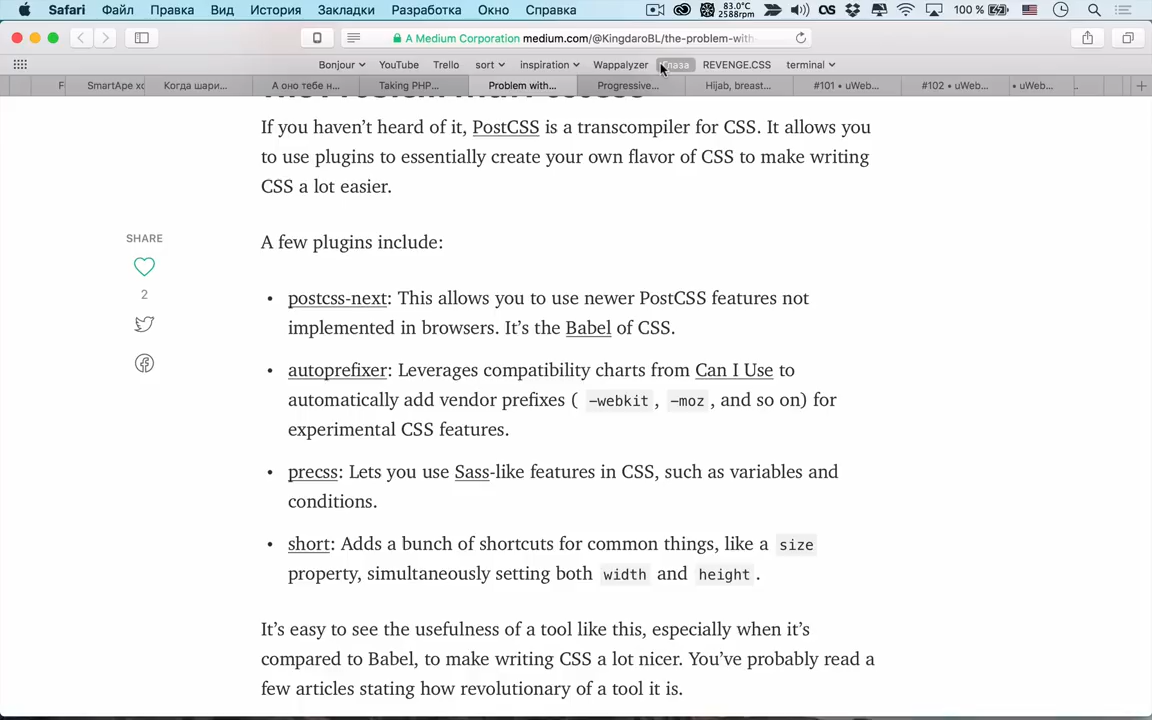 Safari Файл Правка Вид История Закладки Разработка Окно Справка 83.0°C 2588rpm 100 %
A Medium Corporation medium.com/@KingdaroBL/the-problem-with-
Bonjour YouTube Trello sort inspiration Wappalyzer REVENGE.CSS terminal
F SmartApe хо Когда шари... А оно тебе н... Taking PHP... Problem with... Progressive... Hijab, breast... #101 • uWeb... #102 • uWeb... • uWeb...
If you haven’t heard of it, PostCSS is a transcompiler for CSS. It allows you
to use plugins to essentially create your own flavor of CSS to make writing
CSS a lot easier.
SHARE
2
A few plugins include:
• postcss-next: This allows you to use newer PostCSS features not
implemented in browsers. It’s the Babel of CSS.
• autoprefixer: Leverages compatibility charts from Can I Use to
automatically add vendor prefixes ( -webkit, -moz, and so on) for
experimental CSS features.
• precss: Lets you use Sass-like features in CSS, such as variables and
conditions.
• short: Adds a bunch of shortcuts for common things, like a size
property, simultaneously setting both width and height.
It’s easy to see the usefulness of a tool like this, especially when it’s
compared to Babel, to make writing CSS a lot nicer. You’ve probably read a
few articles stating how revolutionary of a tool it is.